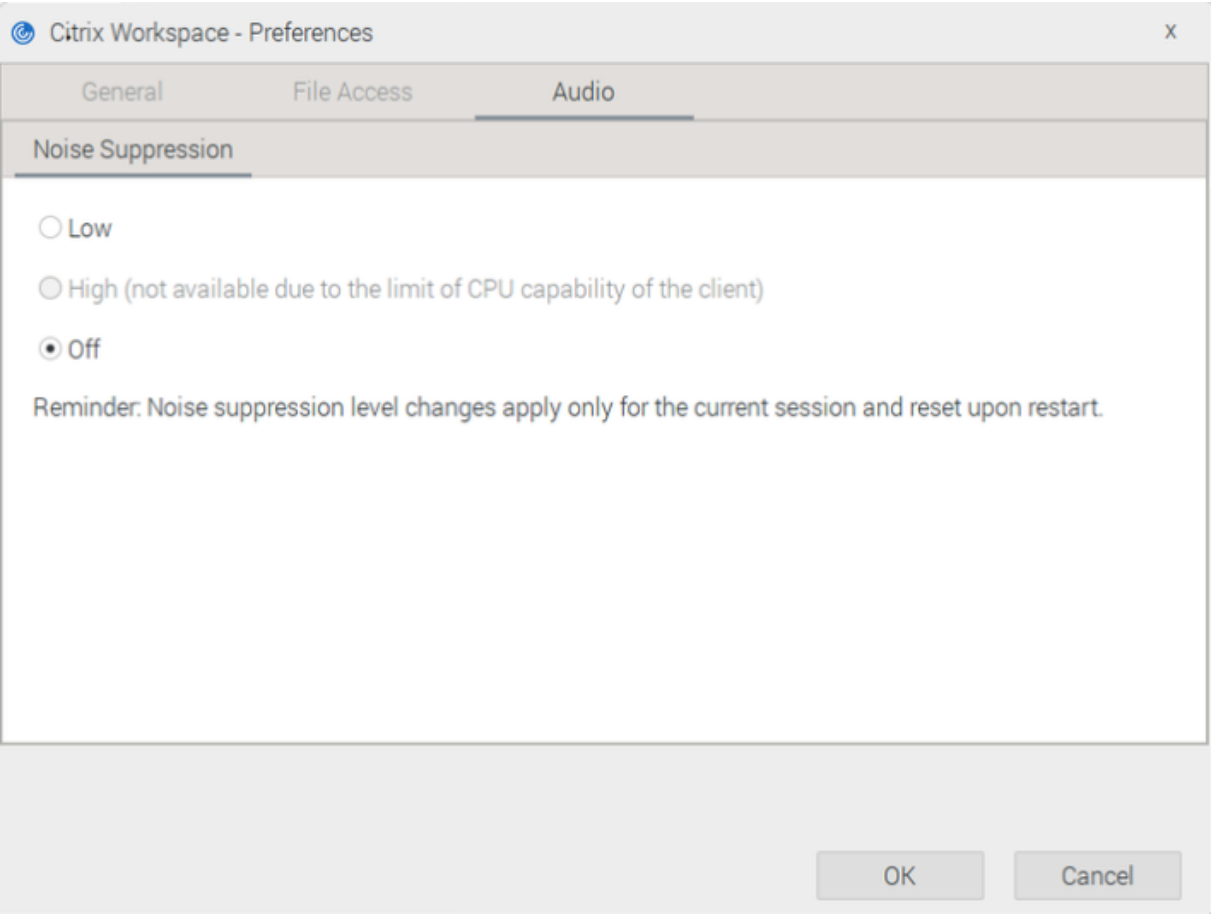 Citrix Workspace - Preferences
x
General File Access Audio
Noise Suppression
Low
High (not available due to the limit of CPU capability of the client)
Off
Reminder: Noise suppression level changes apply only for the current session and reset upon restart.
OK Cancel